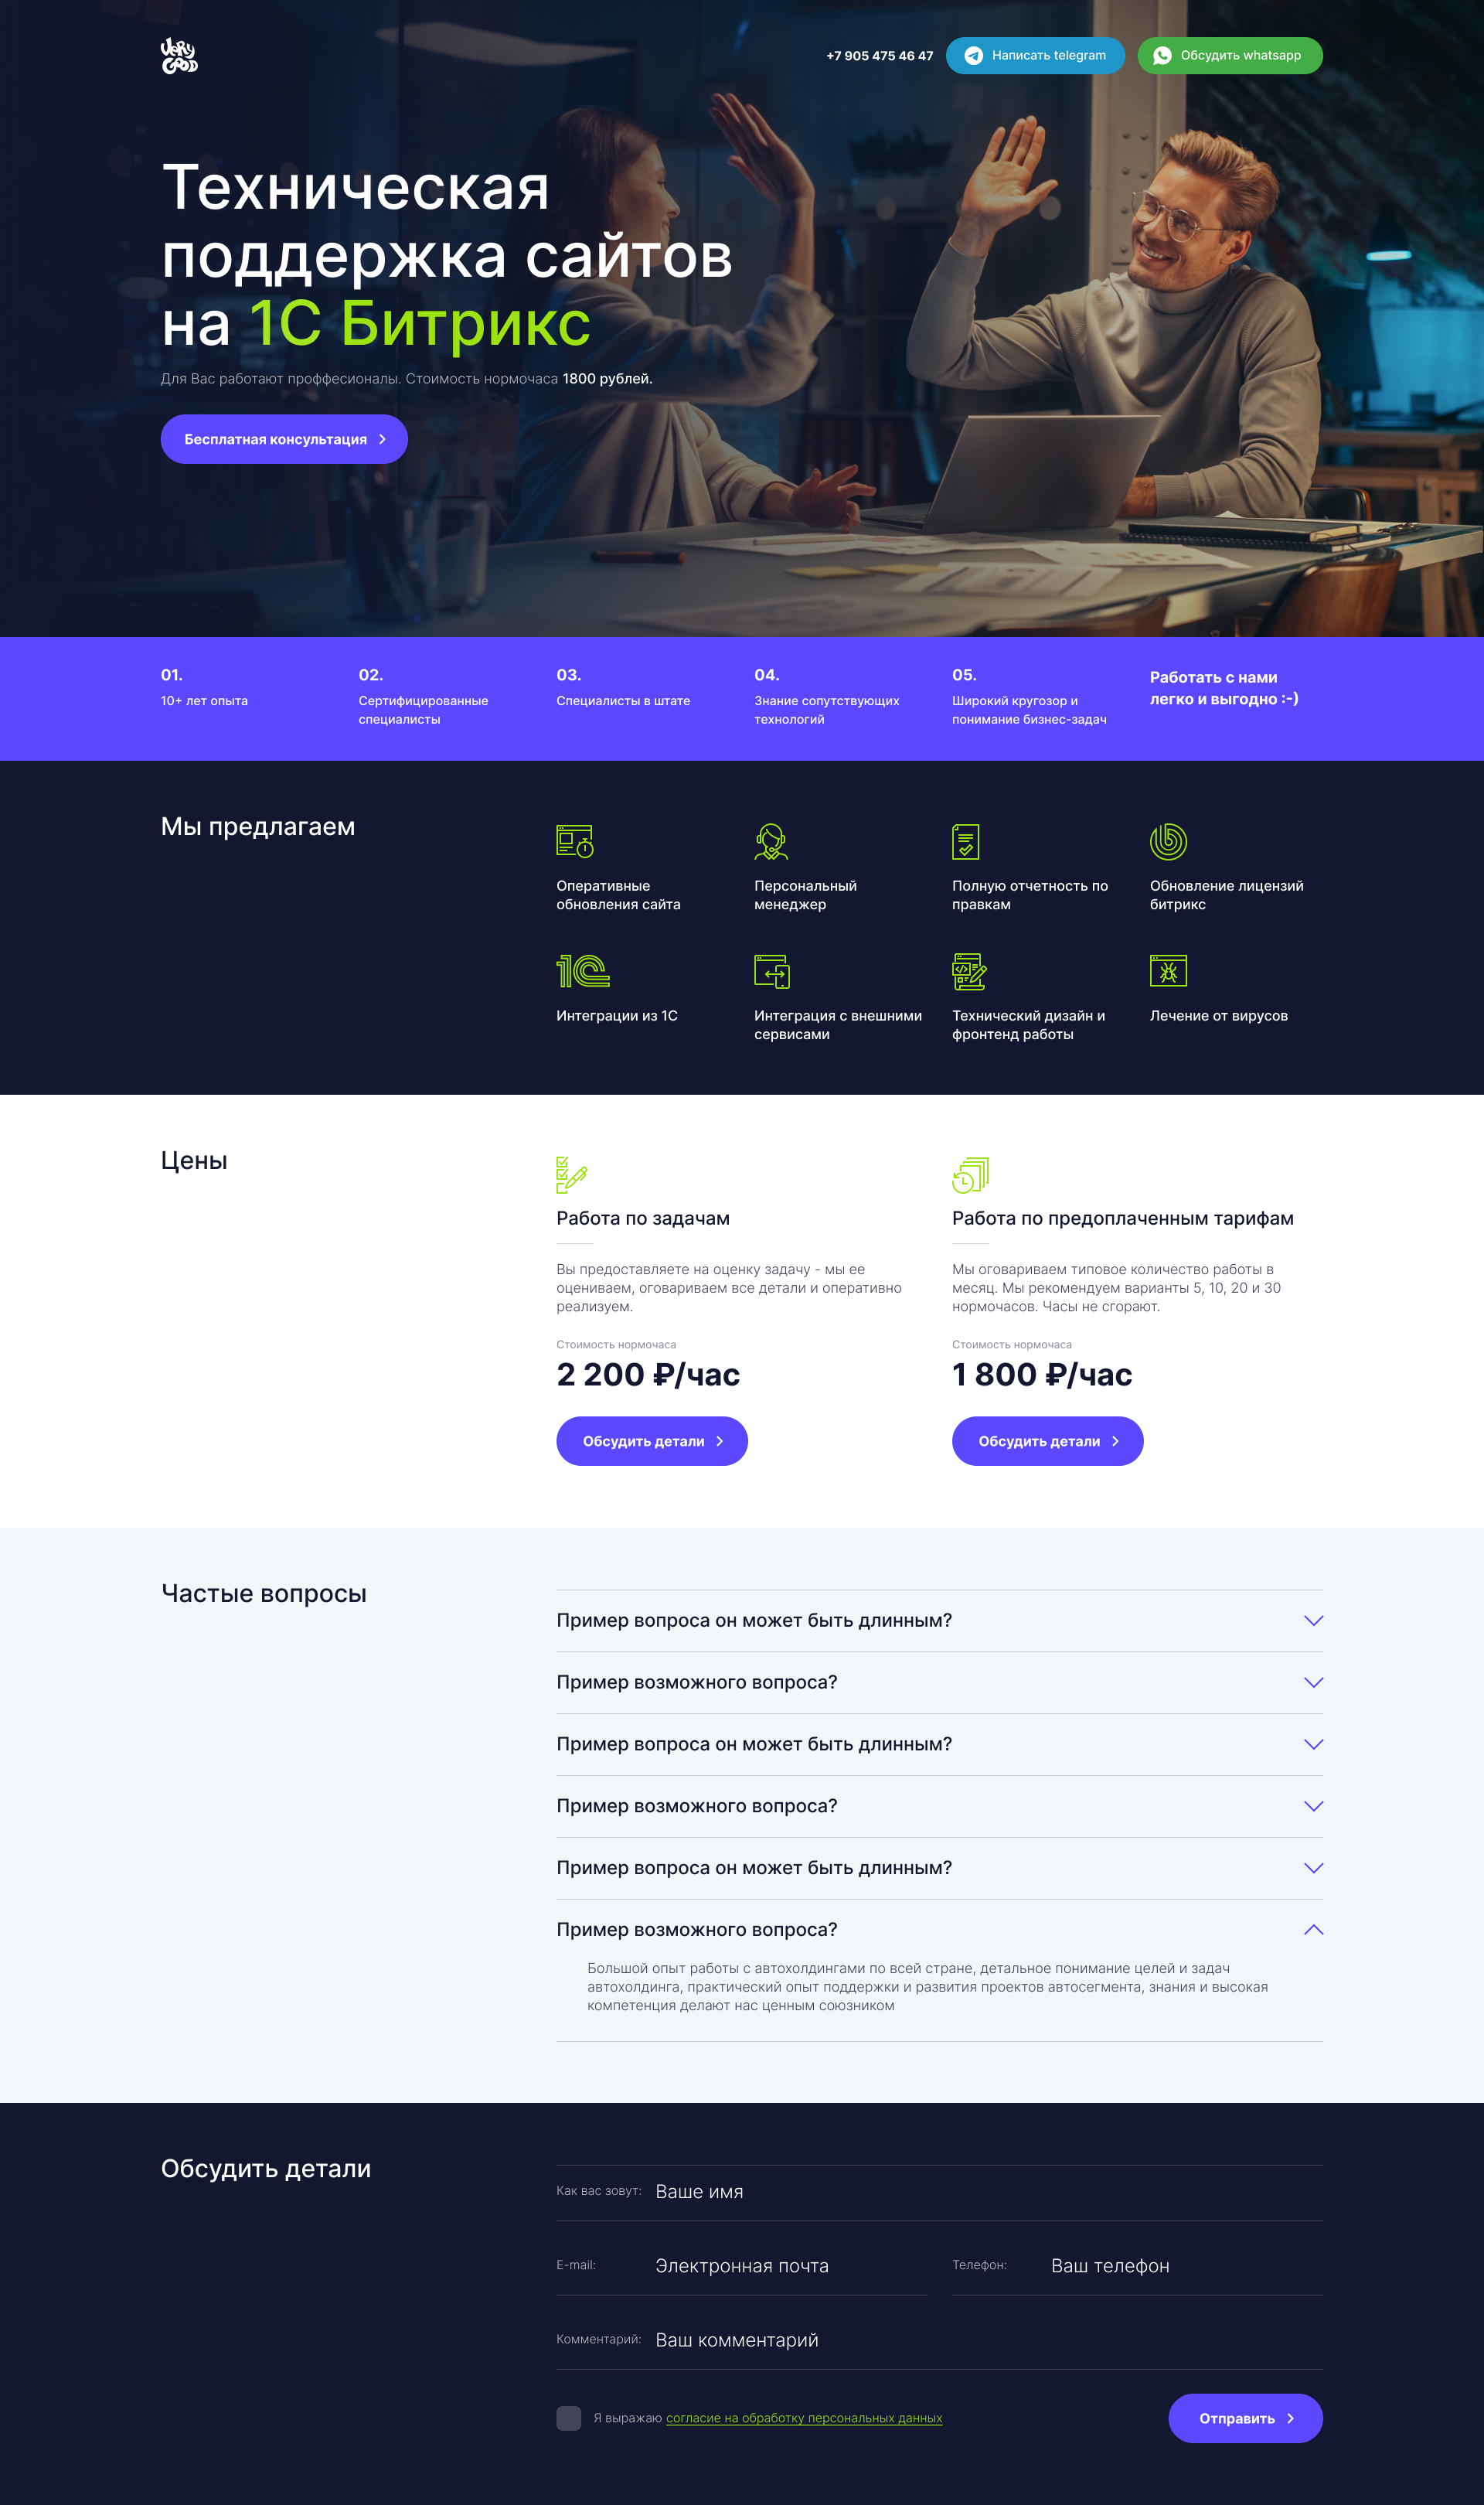 VERY GOOD
+7 905 475 46 47
Написать telegram
Обсудить whatsapp
Техническая
поддержка сайтов
на 1С Битрикс
Для Вас работают проффесионалы. Стоимость нормочаса 1800 рублей.
Бесплатная консультация
01.
10+ лет опыта
02.
Сертифицированные
специалисты
03.
Специалисты в штате
04.
Знание сопутствующих
технологий
05.
Широкий кругозор и
понимание бизнес-задач
Работать с нами
легко и выгодно :-)
Мы предлагаем
Оперативные
обновления сайта
Персональный
менеджер
Полную отчетность по
правкам
Обновление лицензий
битрикс
1С
Интеграции из 1С
Интеграция с внешними
сервисами
Технический дизайн и
фронтенд работы
Лечение от вирусов
Цены
Работа по задачам
Вы предоставляете на оценку задачу - мы ее
оцениваем, оговариваем все детали и оперативно
реализуем.
Стоимость нормочаса
2 200 ₽/час
Обсудить детали
Работа по предоплаченным тарифам
Мы оговариваем типовое количество работы в
месяц. Мы рекомендуем варианты 5, 10, 20 и 30
нормочасов. Часы не сгорают.
Стоимость нормочаса
1 800 ₽/час
Обсудить детали
Частые вопросы
Пример вопроса он может быть длинным?
Пример возможного вопроса?
Пример вопроса он может быть длинным?
Пример возможного вопроса?
Пример вопроса он может быть длинным?
Пример возможного вопроса?
Большой опыт работы с автохолдингами по всей стране, детальное понимание целей и задач
автохолдинга, практический опыт поддержки и развития проектов автосегмента, знания и высокая
компетенция делают нас ценным союзником
Обсудить детали
Как вас зовут: Ваше имя
E-mail: Электронная почта
Телефон: Ваш телефон
Комментарий: Ваш комментарий
Я выражаю согласие на обработку персональных данных
Отправить